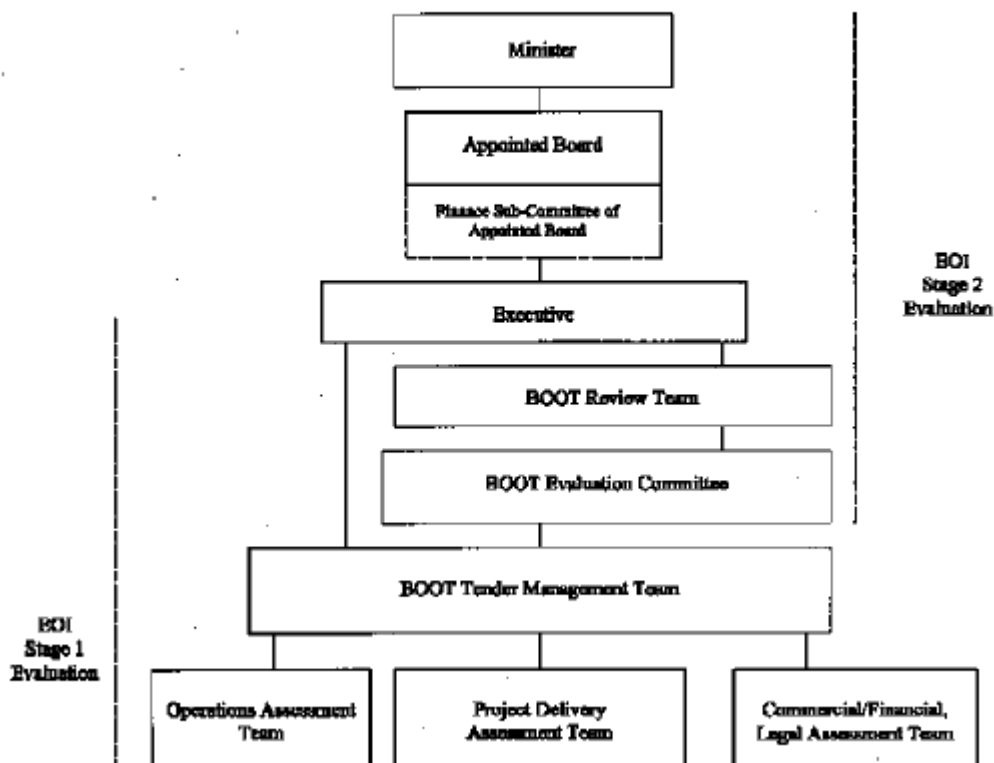 Minister
Appointed Board
Finance Sub-Committee of
Appointed Board
EOI
Stage 2
Evaluation
Executive
BOOT Review Team
BOOT Evaluation Committee
BOOT Tender Management Team
EOI
Stage 1
Evaluation
Operations Assessment
Team
Project Delivery
Assessment Team
Commercial/Financial,
Legal Assessment Team